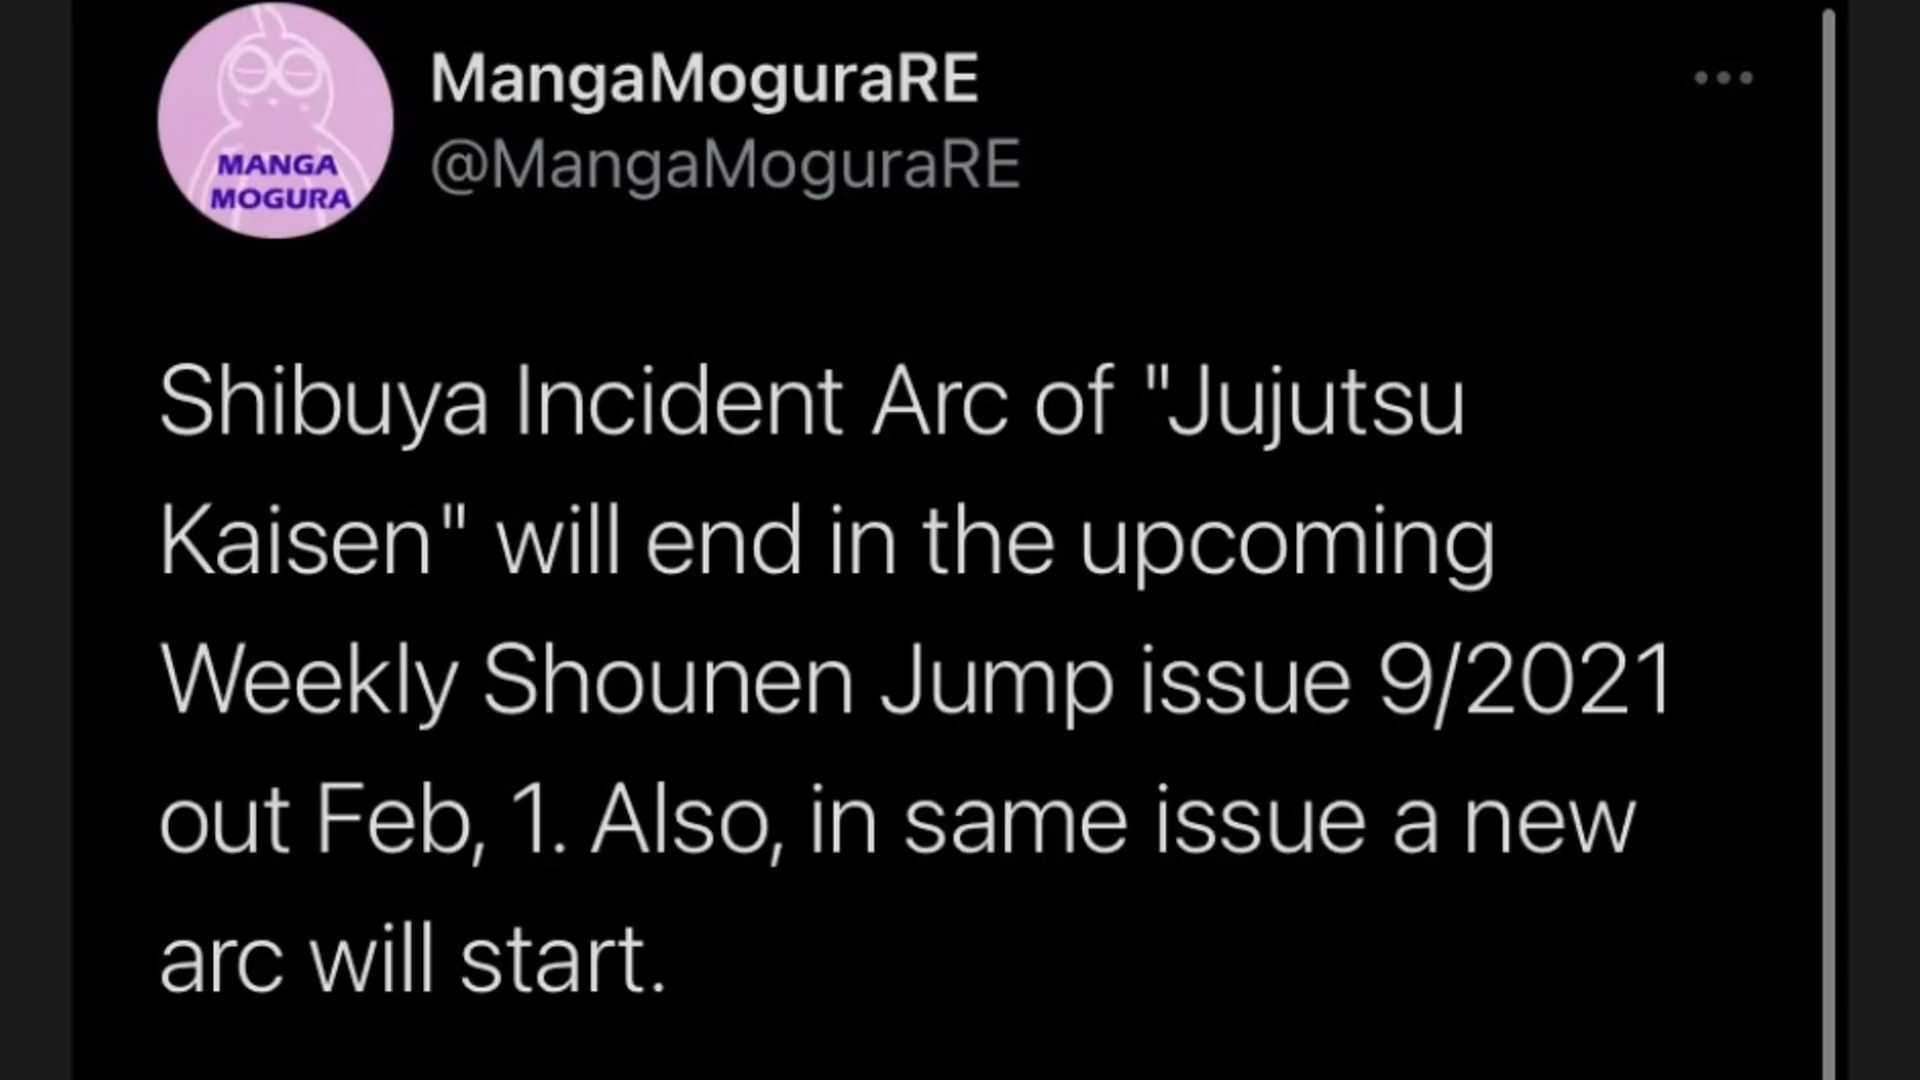 MANGA
MOGURA
MangaMoguraRE
@MangaMoguraRE
Shibuya Incident Arc of "Jujutsu
Kaisen" will end in the upcoming
Weekly Shounen Jump issue 9/2021
out Feb, 1. Also, in same issue a new
arc will start.